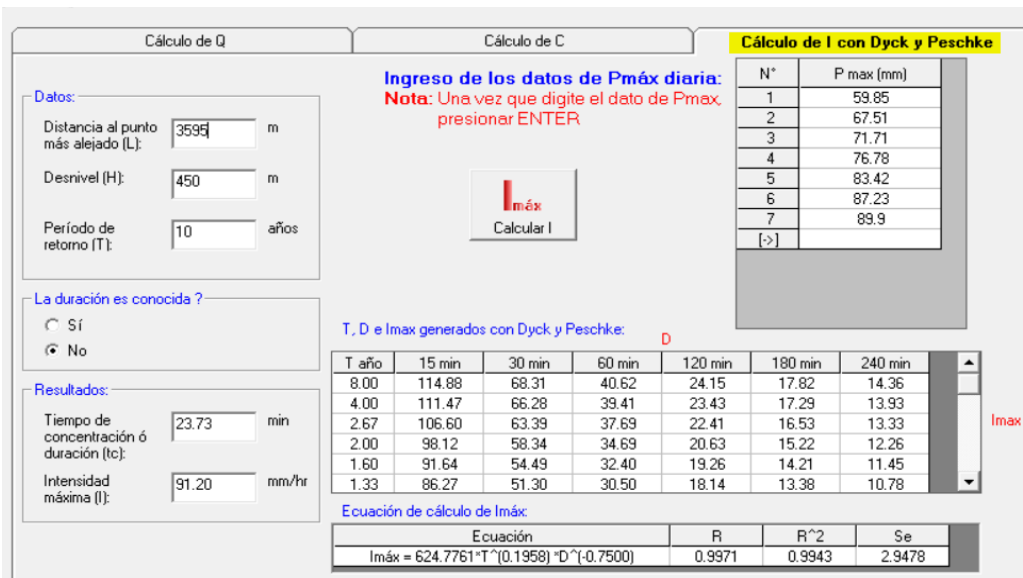 Cálculo de Q
Cálculo de C
Cálculo de I con Dyck y Peschke
Datos:
Distancia al punto
más alejado (L):
3595
m
Desnivel (H):
450
m
Período de
retorno (T):
10
años
La duración es conocida ?
Sí
No
Resultados:
Tiempo de
concentración ó
duración (tc):
23.73
min
Intensidad
máxima (I):
91.20
mm/hr
Ingreso de los datos de Pmáx diaria:
Nota: Una vez que digite el dato de Pmax,
presionar ENTER
Imáx
Calcular I
N° P max (mm)
1 59.85
2 67.51
3 71.71
4 76.78
5 83.42
6 87.23
7 89.9
[->]
T, D e Imax generados con Dyck y Peschke:
D
T año 15 min 30 min 60 min 120 min 180 min 240 min
8.00 114.88 68.31 40.62 24.15 17.82 14.36
4.00 111.47 66.28 39.41 23.43 17.29 13.93
2.67 106.60 63.39 37.69 22.41 16.53 13.33
2.00 98.12 58.34 34.69 20.63 15.22 12.26
1.60 91.64 54.49 32.40 19.26 14.21 11.45
1.33 86.27 51.30 30.50 18.14 13.38 10.78
Imax
Ecuación de cálculo de Imáx:
Ecuación R R^2 Se
Imáx = 624.7761*T^(0.1958) *D^(-0.7500) 0.9971 0.9943 2.9478